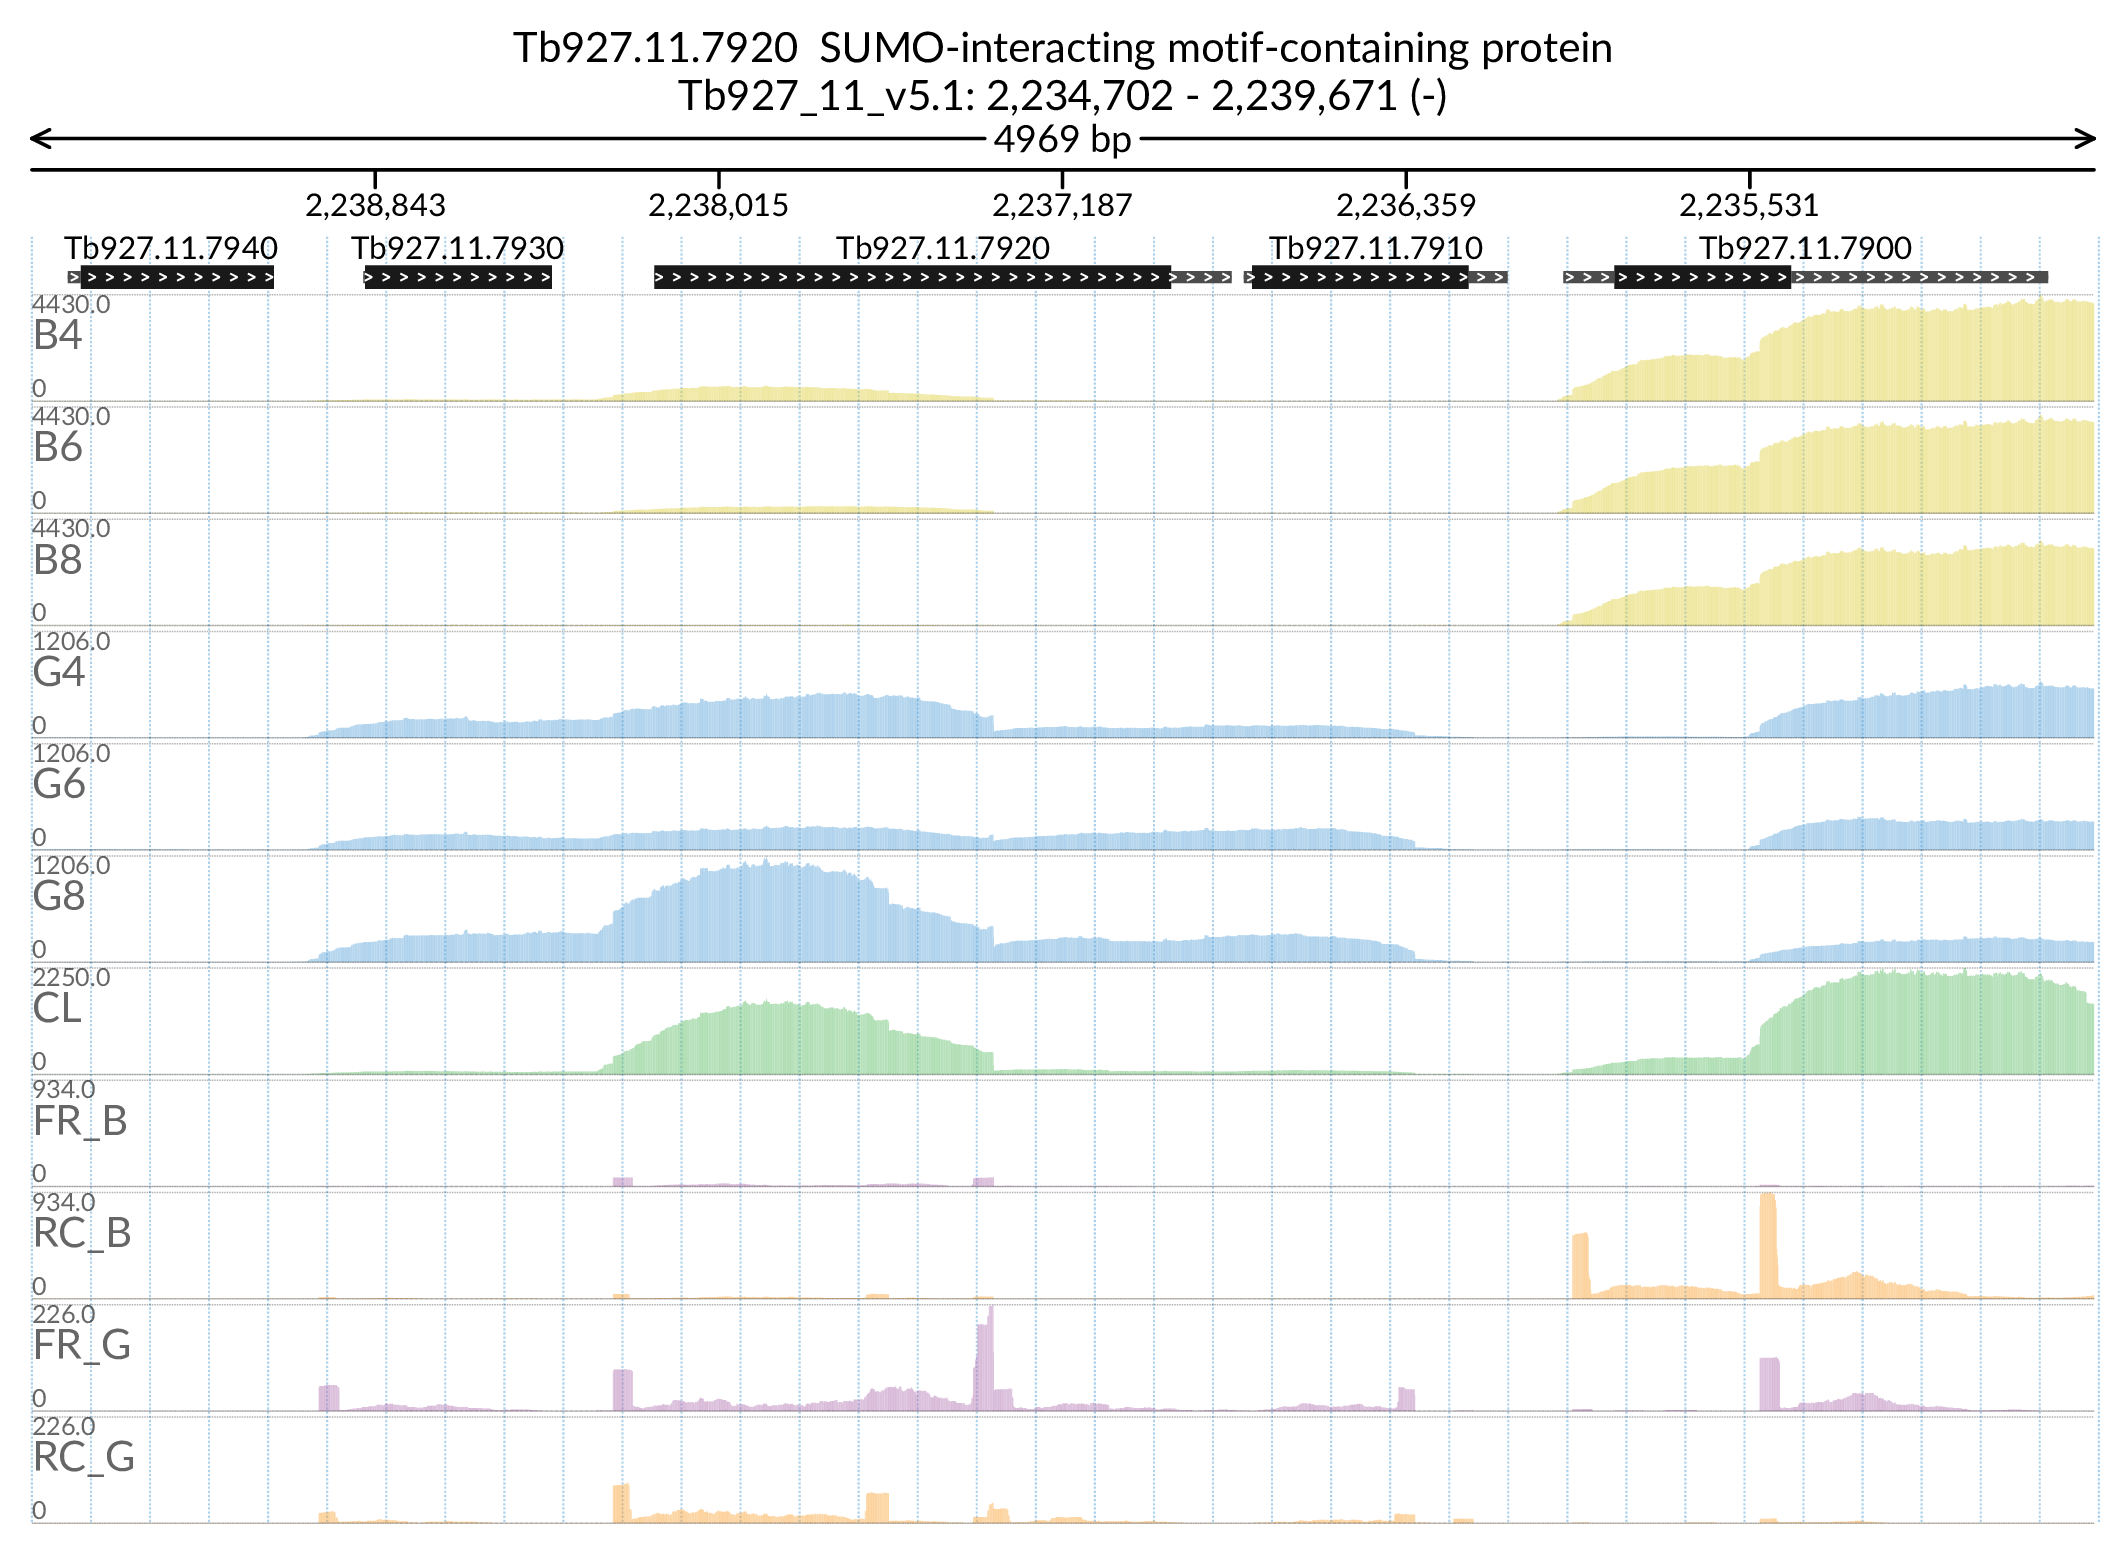 Tb927.11.7920 SUMO-interacting motif-containing protein
Tb927_11_v5.1: 2,234,702 - 2,239,671 (-)
4969 bp
2,238,843 2,238,015 2,237,187 2,236,359 2,235,531
Tb927.11.7940 Tb927.11.7930 Tb927.11.7920 Tb927.11.7910 Tb927.11.7900
4430.0
B4
0
4430.0
B6
0
4430.0
B8
0
1206.0
G4
0
1206.0
G6
0
1206.0
G8
0
2250.0
CL
0
934.0
FR_B
0
934.0
RC_B
0
226.0
FR_G
0
226.0
RC_G
0